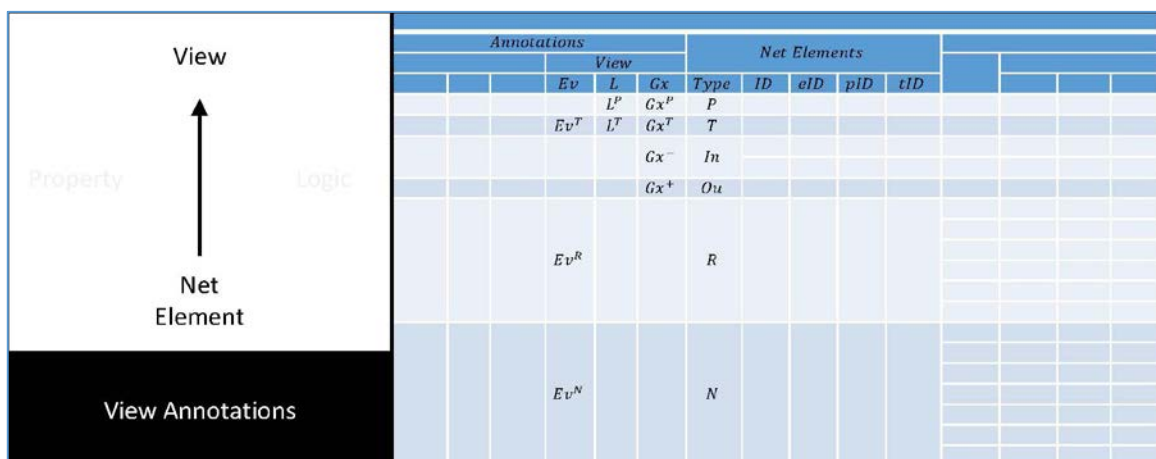 View
Property Logic
Net
Element
View Annotations
Annotations Net Elements
View
Ev L Gx Type ID eID pID tID
L^P Gx^P P
Ev^T L^T Gx^T T
Gx^- In
Gx^+ Ou
Ev^R R
Ev^N N